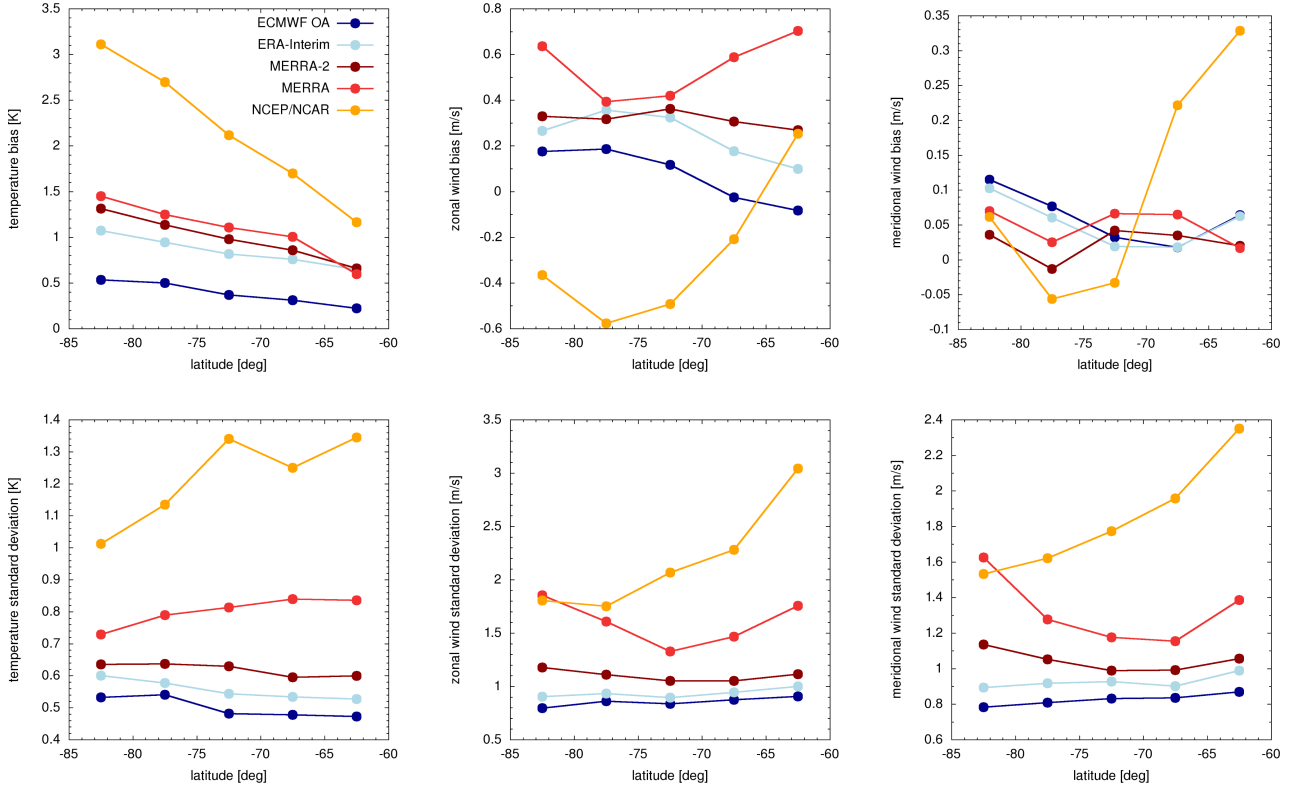 3.5
3
2.5
2
1.5
1
0.5
0
temperature bias [K]
ECMWF OA
ERA-Interim
MERRA-2
MERRA
NCEP/NCAR
-85 -80 -75 -70 -65 -60
latitude [deg]
0.8
0.6
0.4
0.2
0
-0.2
-0.4
-0.6
zonal wind bias [m/s]
-85 -80 -75 -70 -65 -60
latitude [deg]
0.35
0.3
0.25
0.2
0.15
0.1
0.05
0
-0.05
-0.1
meridional wind bias [m/s]
-85 -80 -75 -70 -65 -60
latitude [deg]
1.4
1.3
1.2
1.1
1
0.9
0.8
0.7
0.6
0.5
0.4
temperature standard deviation [K]
-85 -80 -75 -70 -65 -60
latitude [deg]
3.5
3
2.5
2
1.5
1
0.5
zonal wind standard deviation [m/s]
-85 -80 -75 -70 -65 -60
latitude [deg]
2.4
2.2
2
1.8
1.6
1.4
1.2
1
0.8
0.6
meridional wind standard deviation [m/s]
-85 -80 -75 -70 -65 -60
latitude [deg]